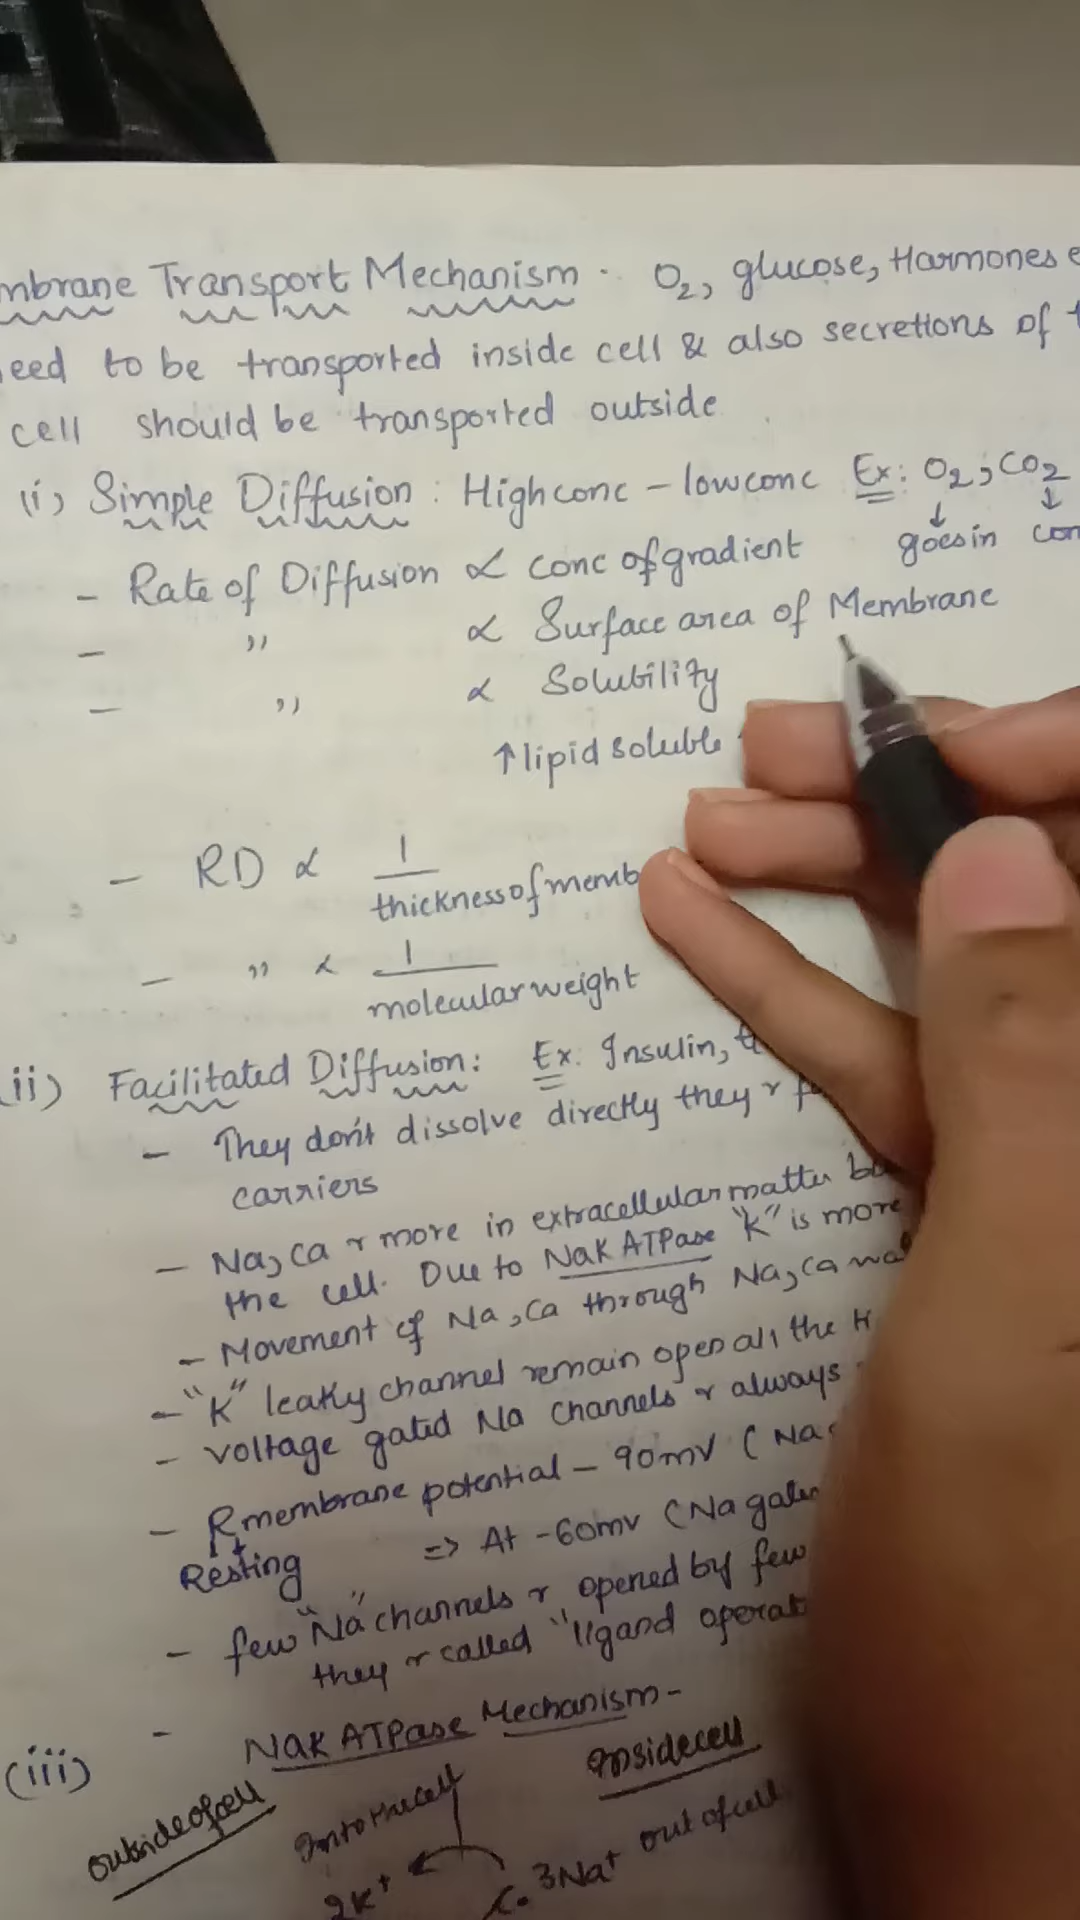 mbrane Transport Mechanism . O2, glucose, Harmones
eed to be transported inside cell & also secretions of
cell should be transported outside
(i) Simple Diffusion : High conc - low conc Ex: O2, CO2
↓ ↓
goes in
- Rate of Diffusion ∝ conc of gradient
- " ∝ Surface area of Membrane
- " ∝ Solubility
↑ lipid soluble
- RD ∝ 1
thickness of memb
- " ∝ 1
molecular weight
ii) Facilitated Diffusion: Ex: Insulin,
- They don't dissolve directly they r
carriers
- Na, Ca r more in extracellular matter
the cell. Due to NaK ATPase "K" is more
- Movement of Na, Ca through Na, Ca
- "K" leaky channel remain open all the
- voltage gated Na channels r always
- Rmembrane potential - 90mv ( Na
↓
Resting => At -60mv (Na gate
- few "Na" channels r opened by few
they r called "ligand operat
(iii) - NaK ATPase Mechanism-
outside of cell Into the cell Inside cell
2K+ 3Na+ out of cell